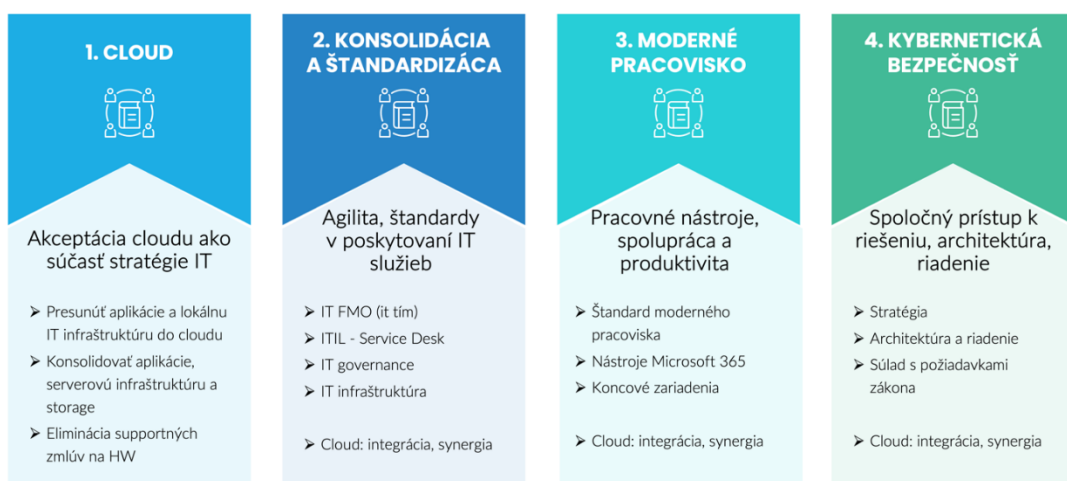 1. CLOUD
Akceptácia cloudu ako
súčasť stratégie IT
➢ Presunúť aplikácie a lokálnu
IT infraštruktúru do cloudu
➢ Konsolidovať aplikácie,
serverovú infraštruktúru a
storage
➢ Eliminácia supportných
zmlúv na HW
2. KONSOLIDÁCIA
A ŠTANDARDIZÁCA
Agilita, štandardy
v poskytovaní IT
služieb
➢ IT FMO (it tím)
➢ ITIL - Service Desk
➢ IT governance
➢ IT infraštruktúra
➢ Cloud: integrácia, synergia
3. MODERNÉ
PRACOVISKO
Pracovné nástroje,
spolupráca a
produktivita
➢ Štandard moderného
pracoviska
➢ Nástroje Microsoft 365
➢ Koncové zariadenia
➢ Cloud: integrácia, synergia
4. KYBERNETICKÁ
BEZPEČNOSŤ
Spoločný prístup k
riešeniu, architektúra,
riadenie
➢ Stratégia
➢ Architektúra a riadenie
➢ Súlad s požiadavkami
zákona
➢ Cloud: integrácia, synergia